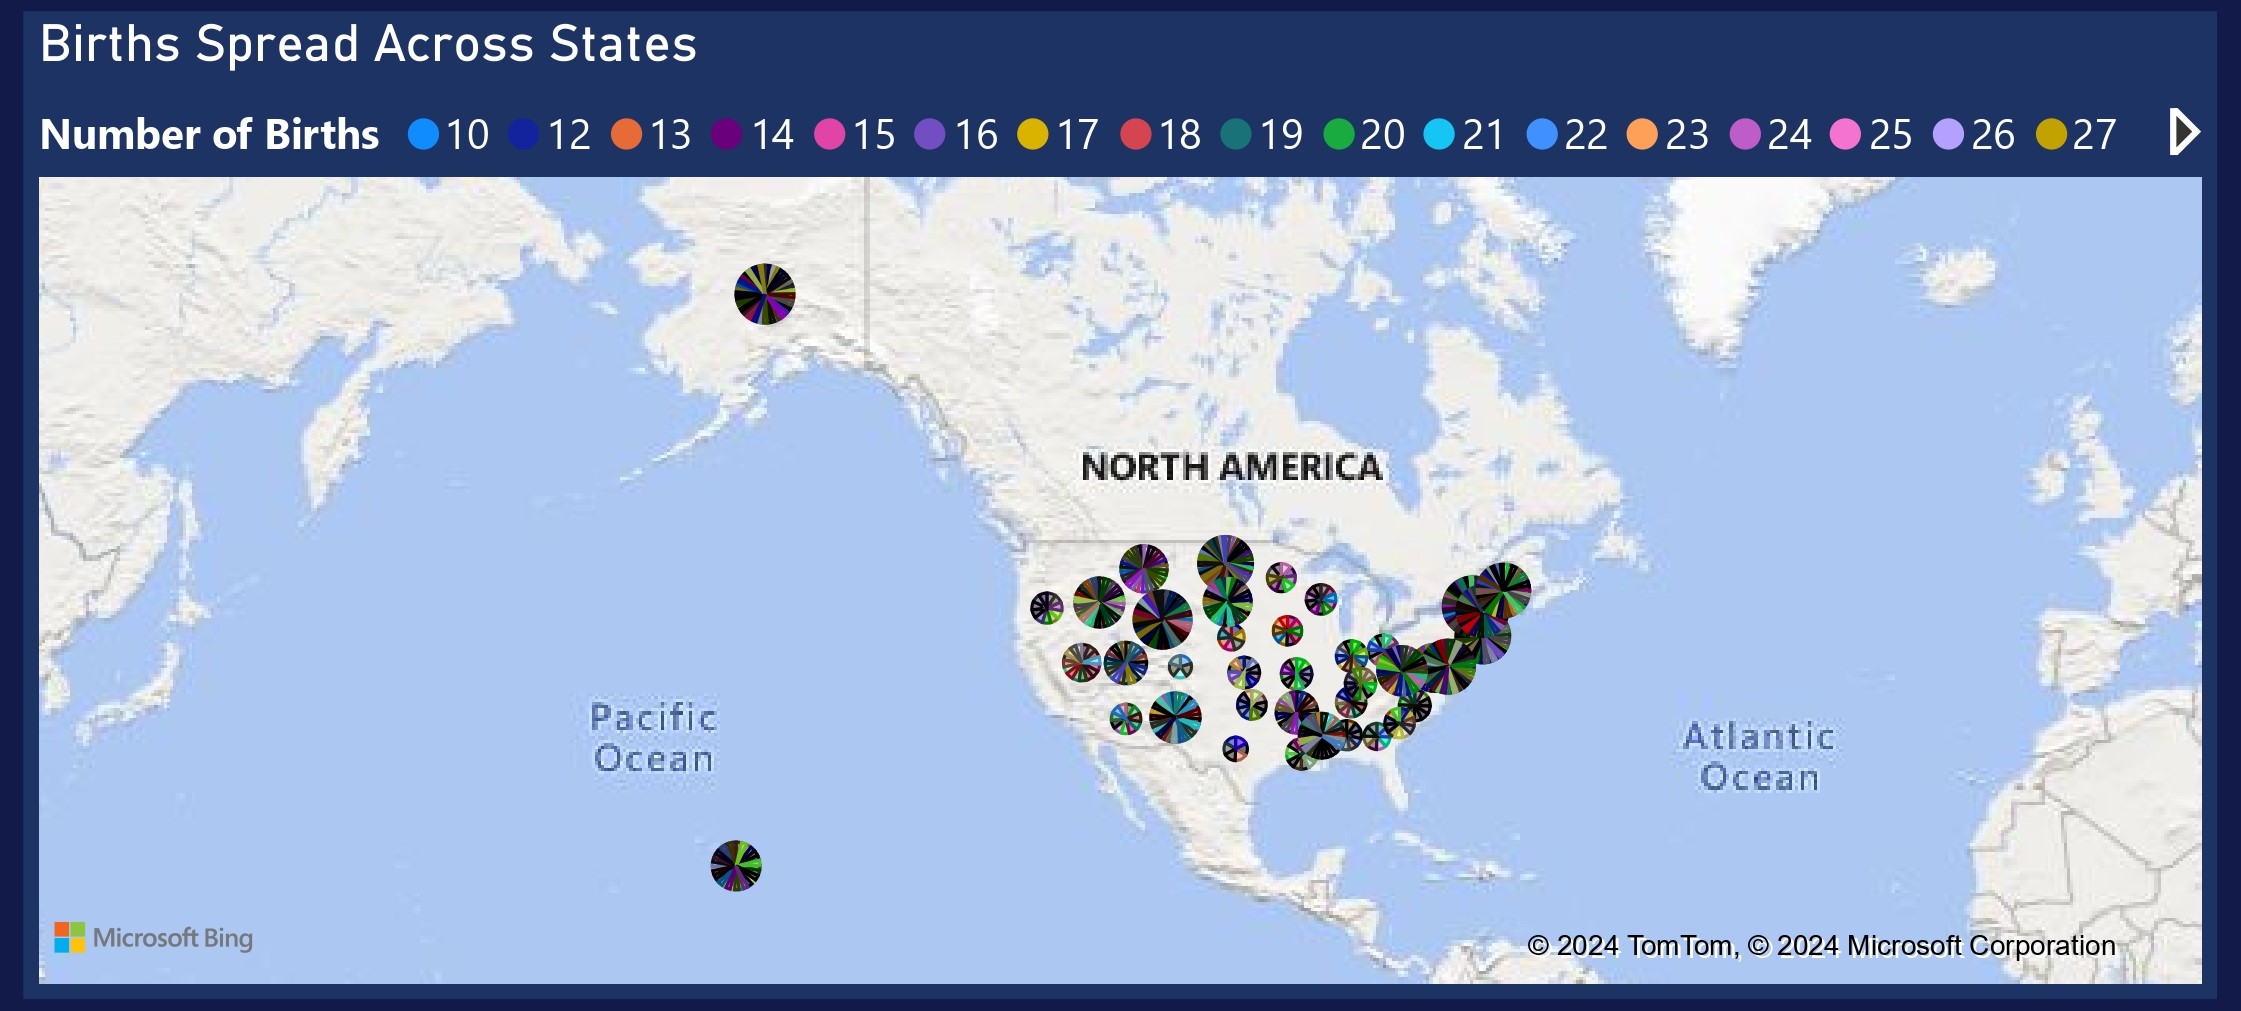 Births Spread Across States
Number of Births 10 12 13 14 15 16 17 18 19 20 21 22 23 24 25 26 27
NORTH AMERICA
Pacific
Ocean
Atlantic
Ocean
Microsoft Bing
© 2024 TomTom, © 2024 Microsoft Corporation